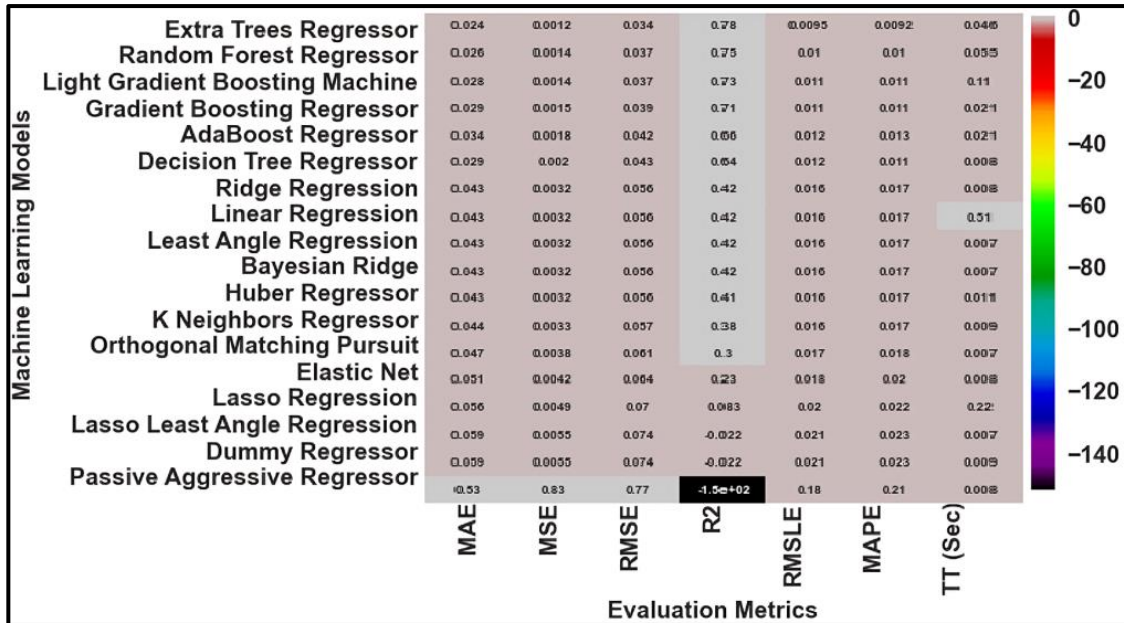 Machine Learning Models
Extra Trees Regressor 0.024 0.0012 0.034 0.78 0.0095 0.0092 0.046 0
Random Forest Regressor 0.026 0.0014 0.037 0.75 0.01 0.01 0.055
Light Gradient Boosting Machine 0.028 0.0014 0.037 0.73 0.011 0.011 0.11 −20
Gradient Boosting Regressor 0.029 0.0015 0.039 0.71 0.011 0.011 0.021
AdaBoost Regressor 0.034 0.0018 0.042 0.66 0.012 0.013 0.021 −40
Decision Tree Regressor 0.029 0.002 0.043 0.64 0.012 0.011 0.008
Ridge Regression 0.043 0.0032 0.056 0.42 0.016 0.017 0.008 −60
Linear Regression 0.043 0.0032 0.056 0.42 0.016 0.017 0.51
Least Angle Regression 0.043 0.0032 0.056 0.42 0.016 0.017 0.007 −80
Bayesian Ridge 0.043 0.0032 0.056 0.42 0.016 0.017 0.007
Huber Regressor 0.043 0.0032 0.056 0.41 0.016 0.017 0.011
K Neighbors Regressor 0.044 0.0033 0.057 0.38 0.016 0.017 0.009 −100
Orthogonal Matching Pursuit 0.047 0.0038 0.061 0.3 0.017 0.018 0.007
Elastic Net 0.051 0.0042 0.064 0.23 0.018 0.02 0.008 −120
Lasso Regression 0.056 0.0049 0.07 0.083 0.02 0.022 0.22
Lasso Least Angle Regression 0.059 0.0055 0.074 -0.022 0.021 0.023 0.007
Dummy Regressor 0.059 0.0055 0.074 -0.022 0.021 0.023 0.009 −140
Passive Aggressive Regressor 0.53 0.83 0.77 -1.5e+02 0.18 0.21 0.008
MAE MSE RMSE R2 RMSLE MAPE TT (Sec)
Evaluation Metrics